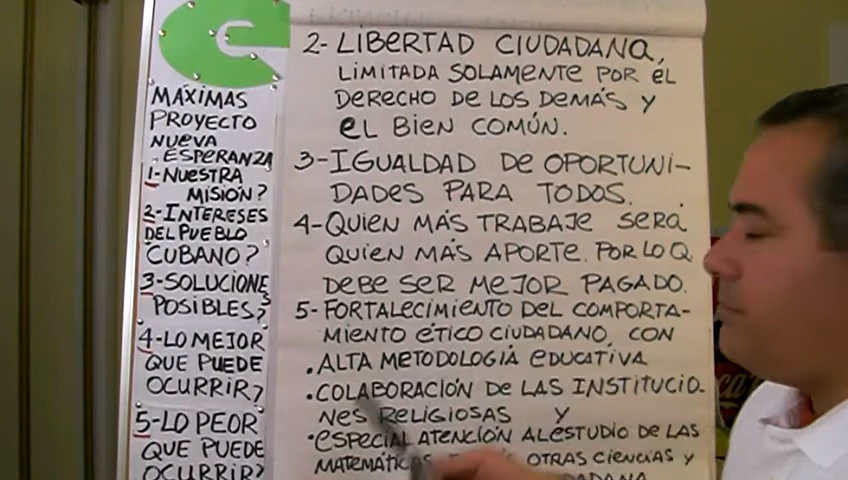 e
MÁXIMAS
PROYECTO
NUEVA
ESPERANZA
1-NUESTRA
MISIÓN?
2-INTERESES
DEL PUEBLO
CUBANO?
3-SOLUCIONES
POSIBLES?
4-LO MEJOR
QUE PUEDE
OCURRIR?
5-LO PEOR
QUE PUEDE
OCURRIR?
2-LIBERTAD CIUDADANA,
LIMITADA SOLAMENTE POR EL
DERECHO DE LOS DEMÁS Y
EL BIEN COMÚN.
3-IGUALDAD DE OPORTUNI-
DADES PARA TODOS.
4-QUIEN MÁS TRABAJE SERÁ
QUIEN MÁS APORTE. POR LO Q
DEBE SER MEJOR PAGADO.
5-FORTALECIMIENTO DEL COMPORTA-
MIENTO ÉTICO CIUDADANO, CON
.ALTA METODOLOGIA EDUCATIVA
.COLABORACIÓN DE LAS INSTITUCIO-
NES RELIGIOSAS Y
.ESPECIAL ATENCIÓN AL ESTUDIO DE LAS
OTRAS CIENCIAS Y